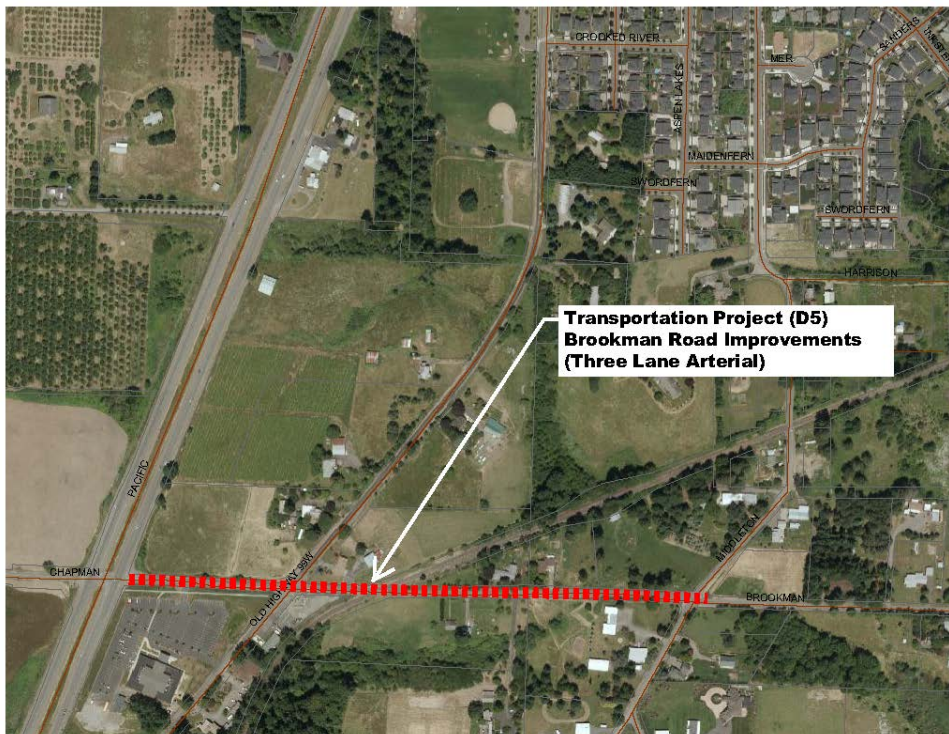 CROOKED RIVER
SANDERS
MER
ASPEN LAKES
MAIDENFERN
SWORDFERN
SWORDFERN
HARRISON
Transportation Project (D5)
Brookman Road Improvements
(Three Lane Arterial)
PACIFIC
MIDDLETON
CHAPMAN
OLD HIGHWAY 99W
BROOKMAN